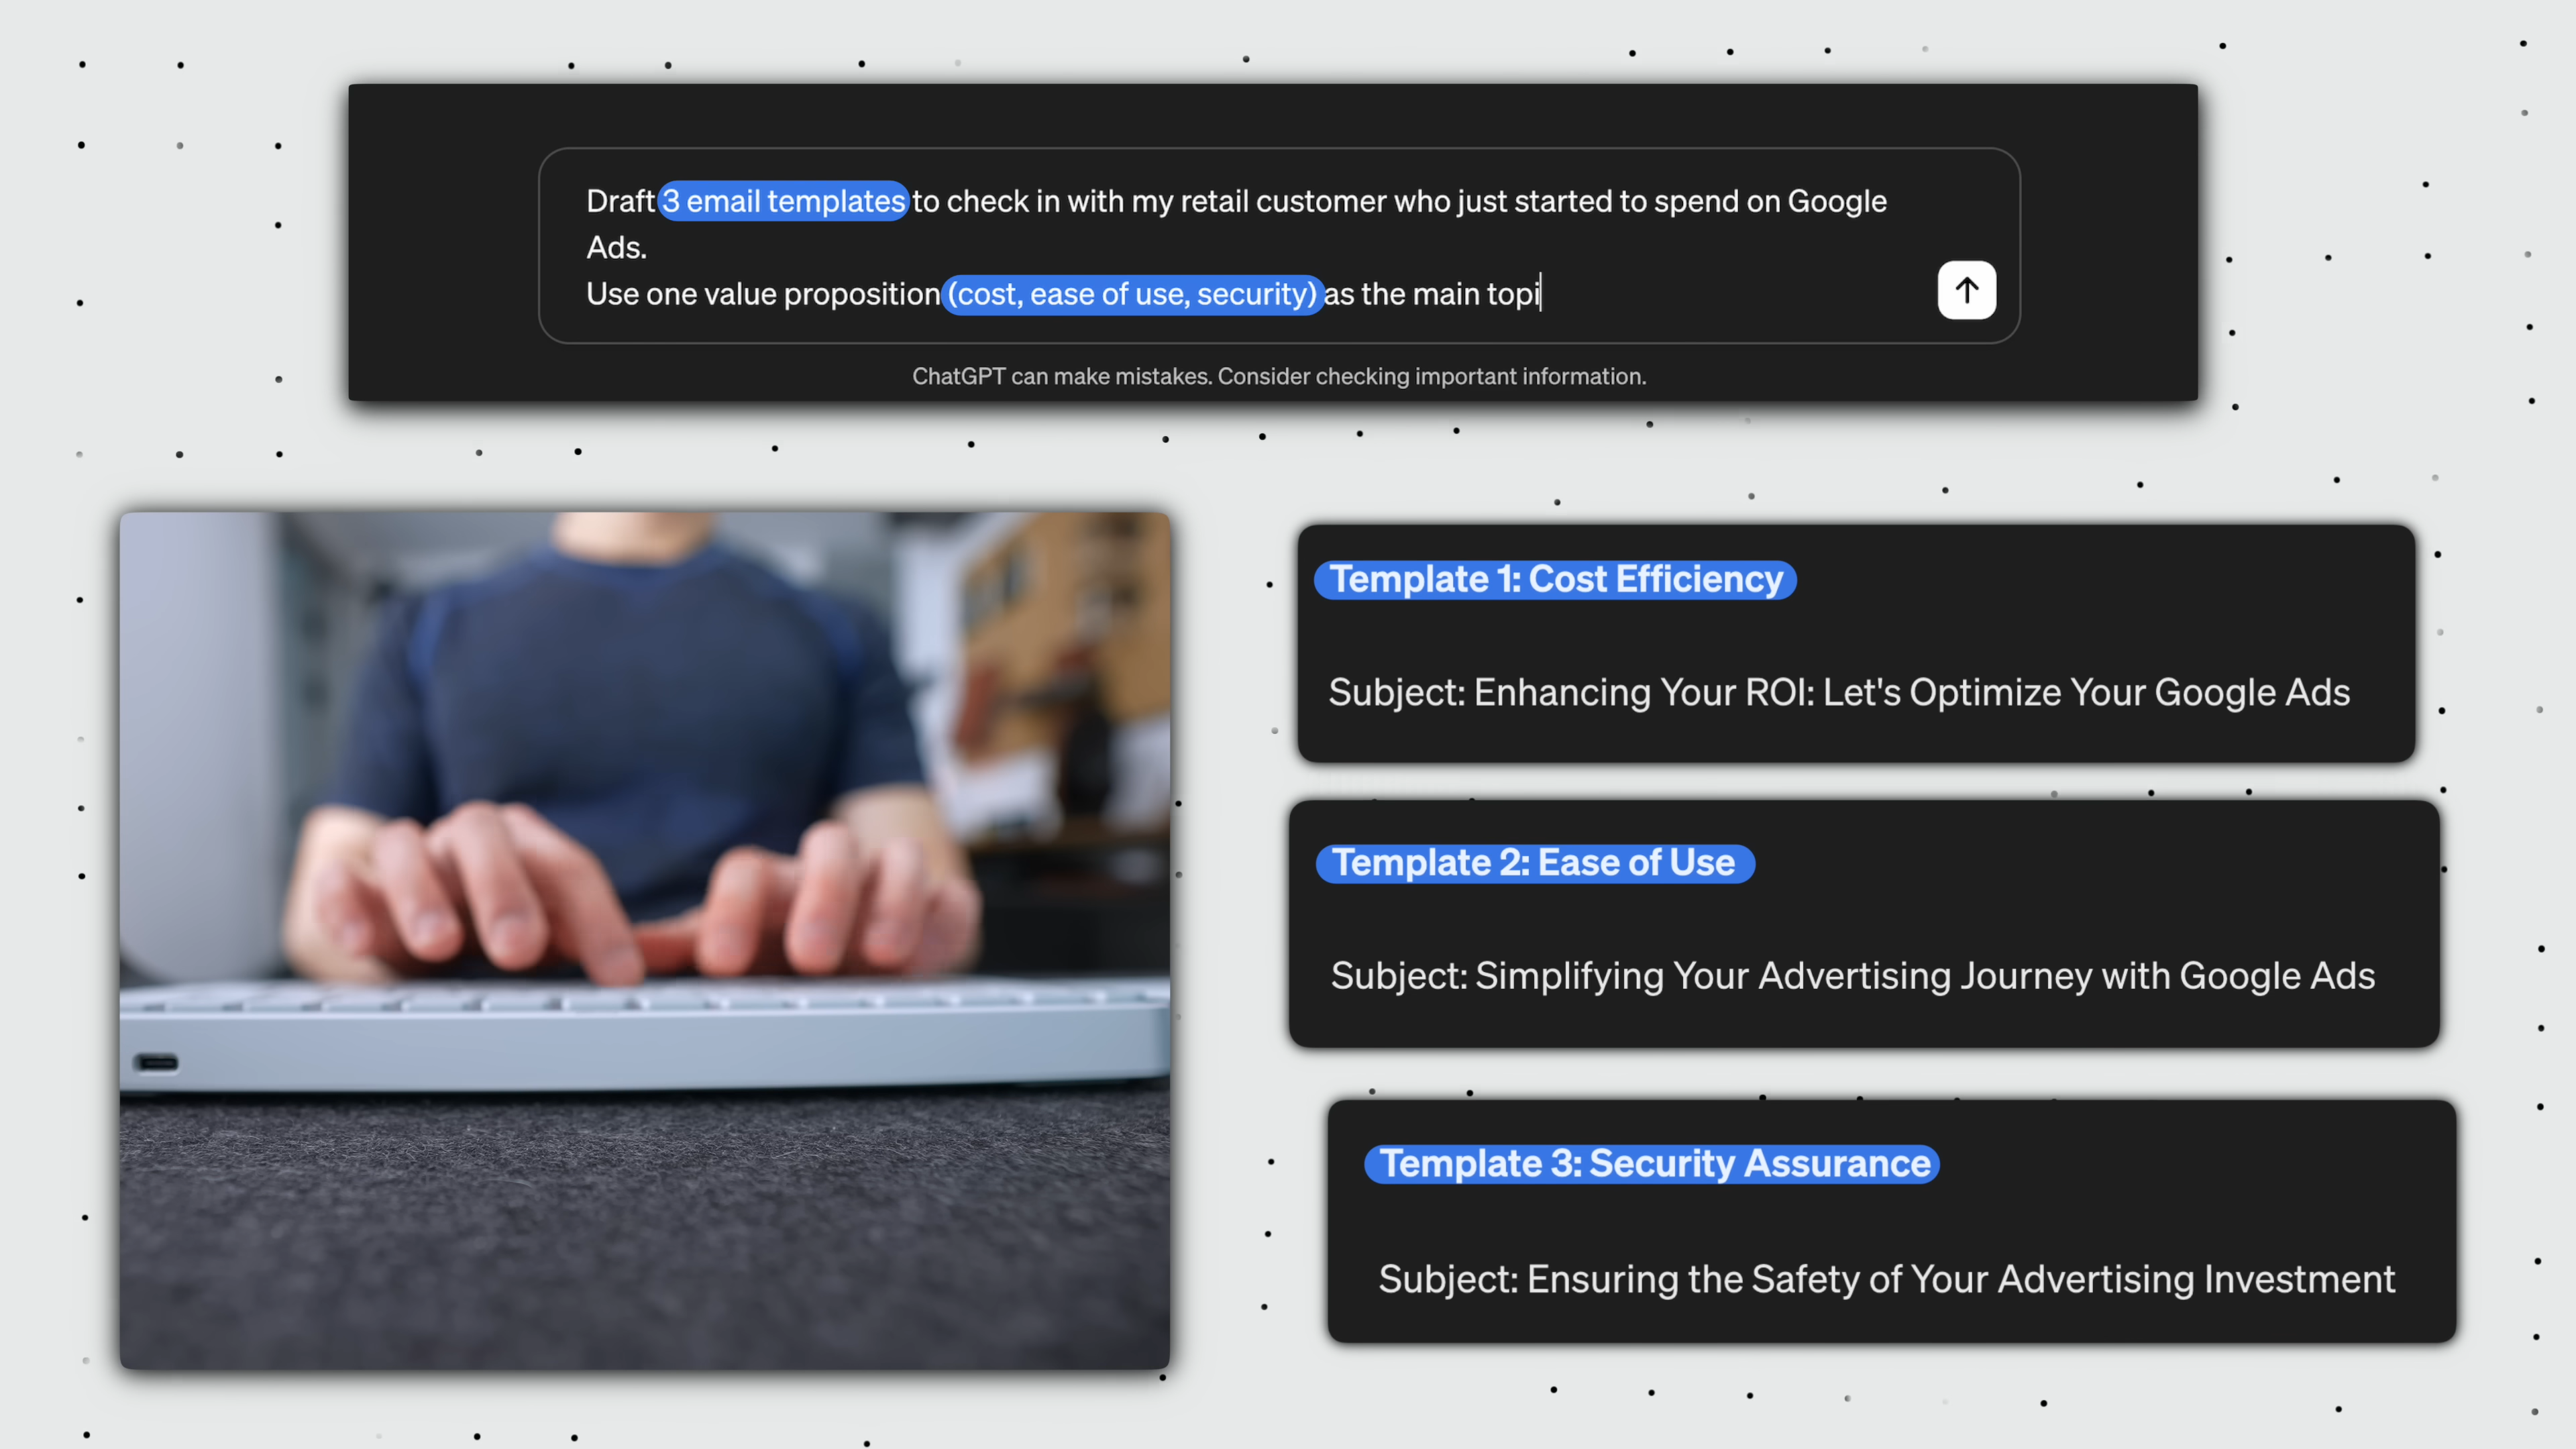 Draft 3 email templates to check in with my retail customer who just started to spend on Google
Ads.
Use one value proposition (cost, ease of use, security) as the main topi
ChatGPT can make mistakes. Consider checking important information.
Template 1: Cost Efficiency
Subject: Enhancing Your ROI: Let's Optimize Your Google Ads
Template 2: Ease of Use
Subject: Simplifying Your Advertising Journey with Google Ads
Template 3: Security Assurance
Subject: Ensuring the Safety of Your Advertising Investment